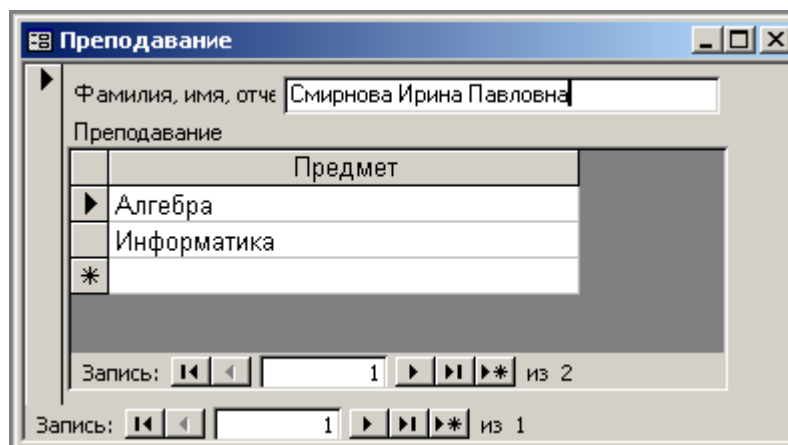 Преподавание
Фамилия, имя, отче Смирнова Ирина Павловна
Преподавание
Предмет
Алгебра
Информатика
Запись: 1 из 2
Запись: 1 из 1